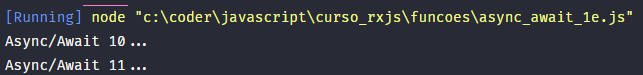 [Running] node "c:\coder\javascript\curso_rxjs\funcoes\async_await_1e.js"
Async/Await 10...
Async/Await 11...